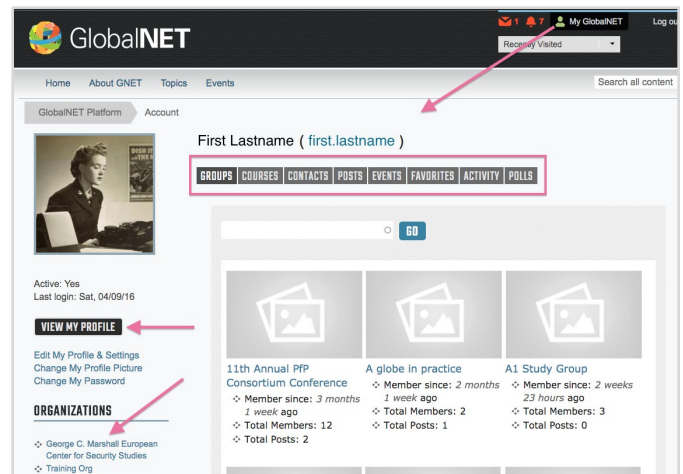 GlobalNET
1 7 My GlobalNET Log ou
Recently Visited
Home About GNET Topics Events
Search all content
GlobalNET Platform Account
DISH IT
First Lastname ( first.lastname )
GROUPS COURSES CONTACTS POSTS EVENTS FAVORITES ACTIVITY POLLS
GO
Active: Yes
Last login: Sat, 04/09/16
VIEW MY PROFILE
Edit My Profile & Settings
Change My Profile Picture
Change My Password
ORGANIZATIONS
George C. Marshall European
Center for Security Studies
Training Org
11th Annual PfP
Consortium Conference
Member since: 3 months
1 week ago
Total Members: 12
Total Posts: 2
A globe in practice
Member since: 2 months
1 week ago
Total Members: 2
Total Posts: 1
A1 Study Group
Member since: 2 weeks
23 hours ago
Total Members: 3
Total Posts: 0